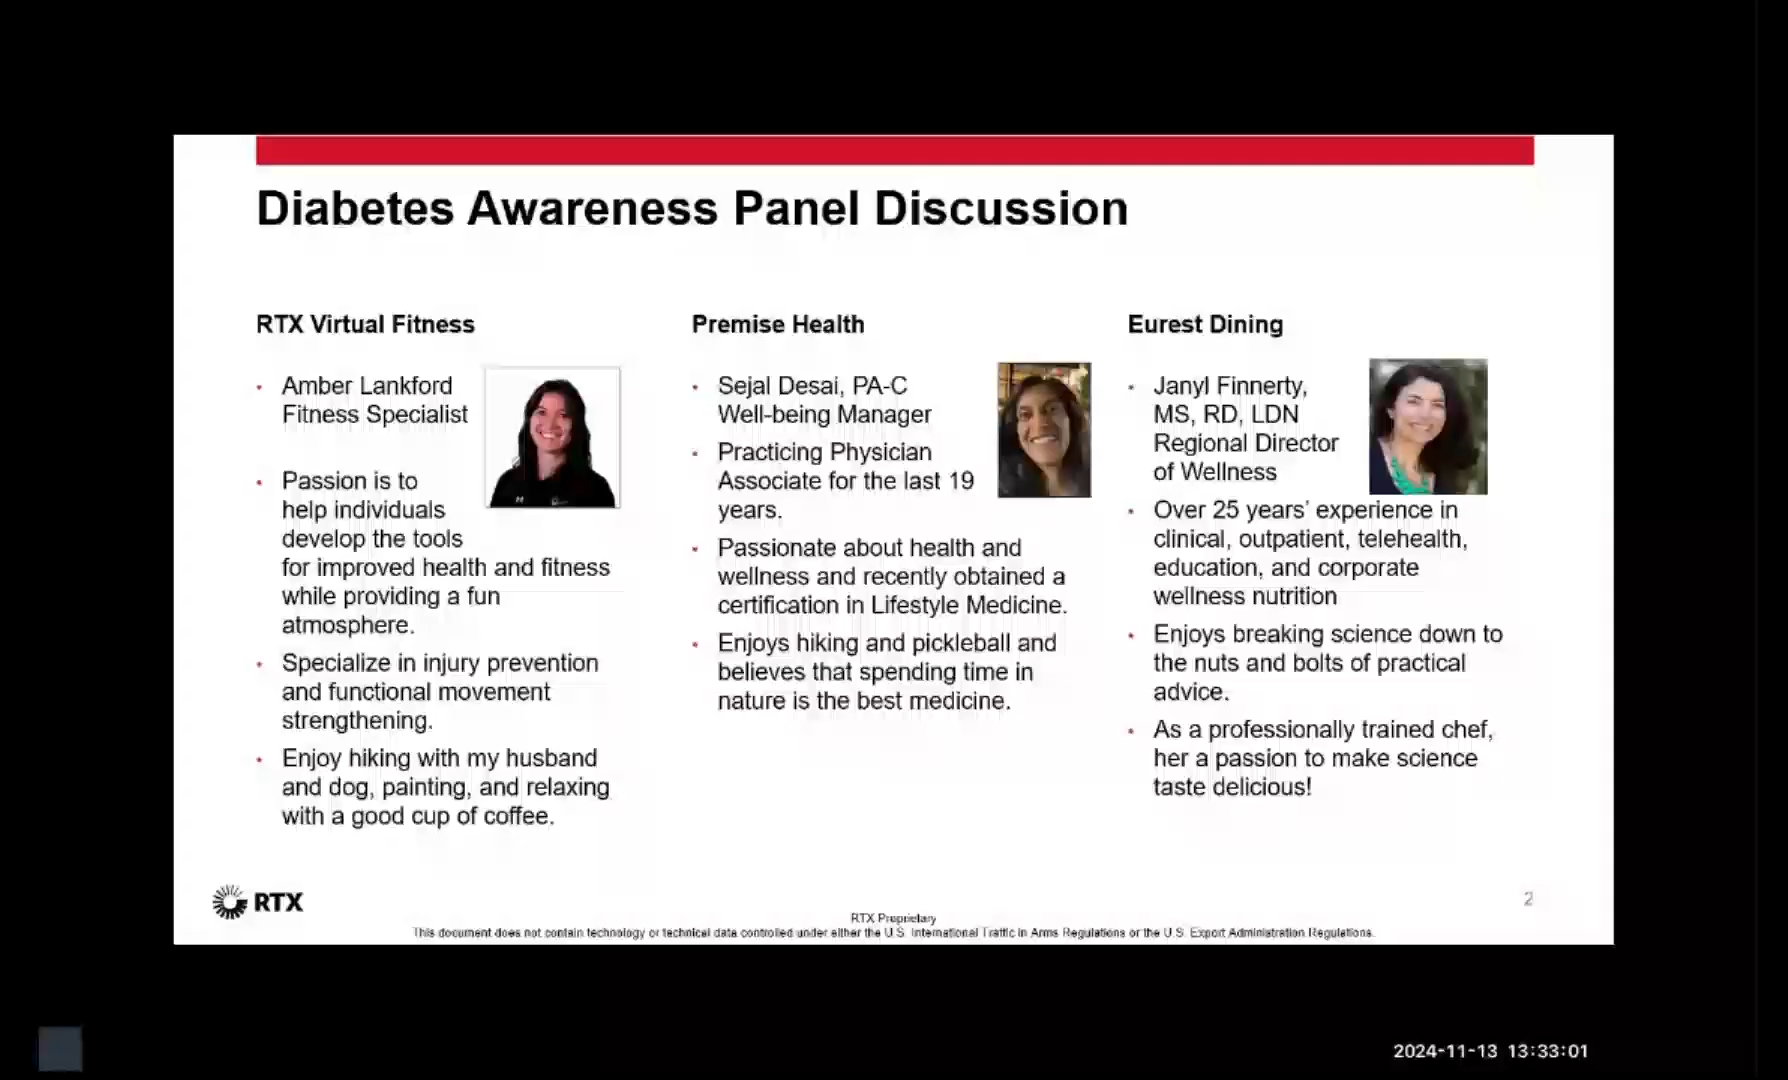 Diabetes Awareness Panel Discussion
RTX Virtual Fitness
• Amber Lankford
Fitness Specialist
• Passion is to
help individuals
develop the tools
for improved health and fitness
while providing a fun
atmosphere.
• Specialize in injury prevention
and functional movement
strengthening.
• Enjoy hiking with my husband
and dog, painting, and relaxing
with a good cup of coffee.
Premise Health
• Sejal Desai, PA-C
Well-being Manager
• Practicing Physician
Associate for the last 19
years.
• Passionate about health and
wellness and recently obtained a
certification in Lifestyle Medicine.
• Enjoys hiking and pickleball and
believes that spending time in
nature is the best medicine.
Eurest Dining
• Janyl Finnerty,
MS, RD, LDN
Regional Director
of Wellness
• Over 25 years’ experience in
clinical, outpatient, telehealth,
education, and corporate
wellness nutrition
• Enjoys breaking science down to
the nuts and bolts of practical
advice.
• As a professionally trained chef,
her a passion to make science
taste delicious!
RTX
2
RTX Proprietary
This document does not contain technology or technical data controlled under either the U.S. International Traffic in Arms Regulations or the U.S. Export Administration Regulations.
2024-11-13 13:33:01